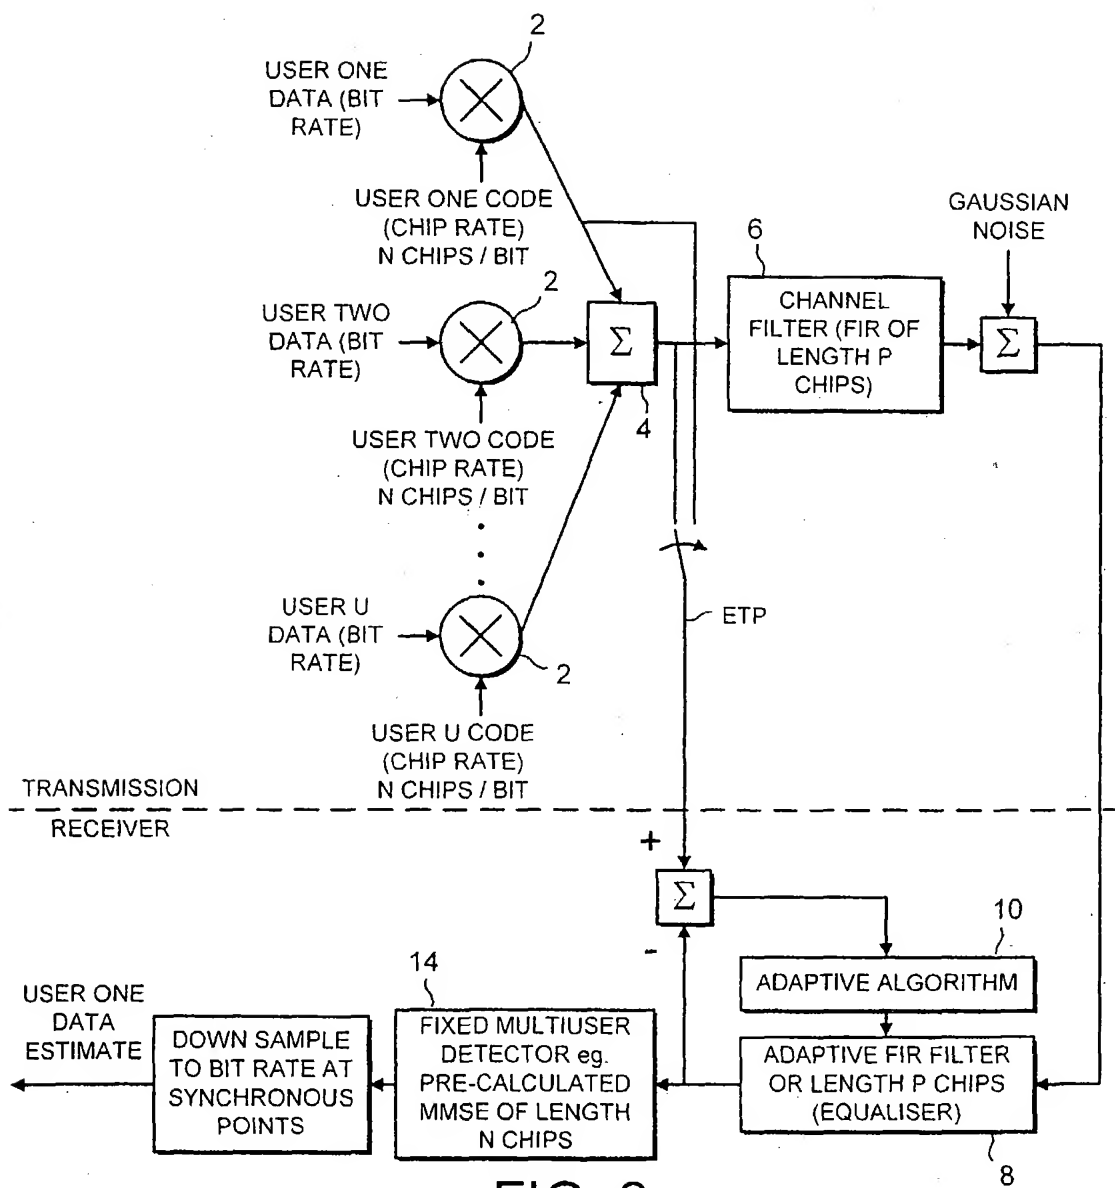 2
USER ONE
DATA (BIT
RATE)
USER ONE CODE
(CHIP RATE)
N CHIPS / BIT
GAUSSIAN
NOISE
6
CHANNEL
FILTER (FIR OF
LENGTH P
CHIPS)
Σ
2
USER TWO
DATA (BIT
RATE)
Σ
4
USER TWO CODE
(CHIP RATE)
N CHIPS / BIT
USER U
DATA (BIT
RATE)
2
ETP
USER U CODE
(CHIP RATE)
N CHIPS / BIT
TRANSMISSION
RECEIVER
+
Σ
-
10
ADAPTIVE ALGORITHM
14
USER ONE
DATA
ESTIMATE
DOWN SAMPLE
TO BIT RATE AT
SYNCHRONOUS
POINTS
FIXED MULTIUSER
DETECTOR eg.
PRE-CALCULATED
MMSE OF LENGTH
N CHIPS
ADAPTIVE FIR FILTER
OR LENGTH P CHIPS
(EQUALISER)
8